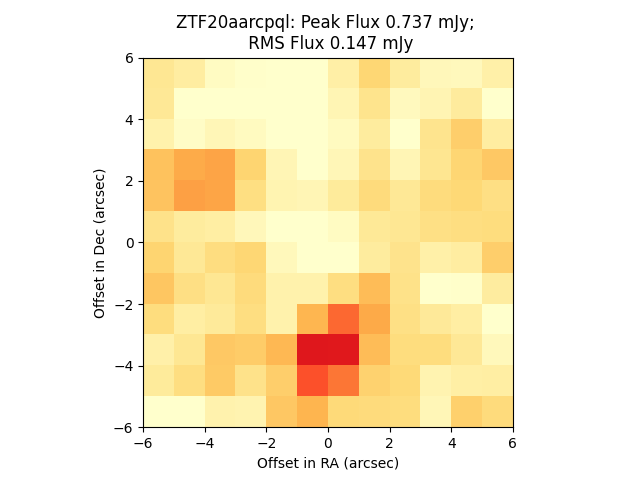 ZTF20aarcpql: Peak Flux 0.737 mJy;
RMS Flux 0.147 mJy
6
4
2
0
−2
−4
−6
Offset in Dec (arcsec)
−6 −4 −2 0 2 4 6
Offset in RA (arcsec)